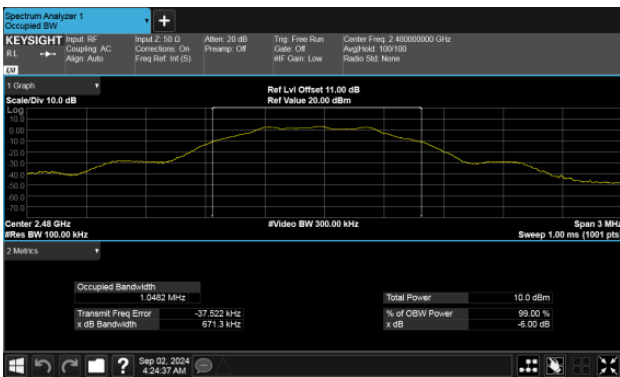 Spectrum Analyzer 1
Occupied BW
+
KEYSIGHT Input: RF Input Z: 50 Ω Atten: 20 dB Trig: Free Run Center Freq: 2.480000000 GHz
RL Coupling: AC Corrections: On Preamp: Off Gate: Off Avg|Hold: 100/100
Align: Auto Freq Ref: Int (S) #IF Gain: Low Radio Std: None
LXI
1 Graph
Ref Lvl Offset 11.00 dB
Scale/Div 10.0 dB Ref Value 20.00 dBm
Log
10.0
0.00
-10.0
-20.0
-30.0
-40.0
-50.0
-60.0
-70.0
Center 2.48 GHz #Video BW 300.00 kHz Span 3 MHz
#Res BW 100.00 kHz Sweep 1.00 ms (1001 pts)
2 Metrics
Occupied Bandwidth
1.0482 MHz Total Power 10.0 dBm
Transmit Freq Error -37.522 kHz % of OBW Power 99.00 %
x dB Bandwidth 671.3 kHz x dB -6.00 dB
? Sep 02, 2024
4:24:37 AM